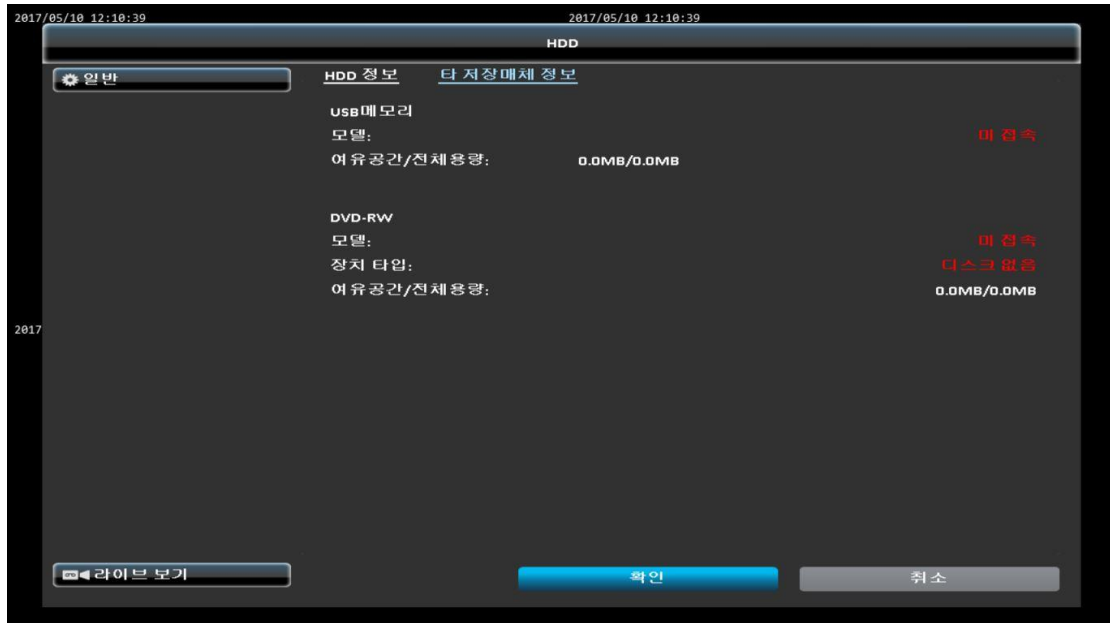 2017/05/10 12:10:39 2017/05/10 12:10:39
HDD
일반 HDD 정보 타 저장매체 정보
USB메모리
모델: 미 접속
여유공간/전체용량: 0.0MB/0.0MB
DVD-RW
모델: 미 접속
장치 타입: 디스크 없음
여유공간/전체용량: 0.0MB/0.0MB
2017
라이브 보기 확인 취소